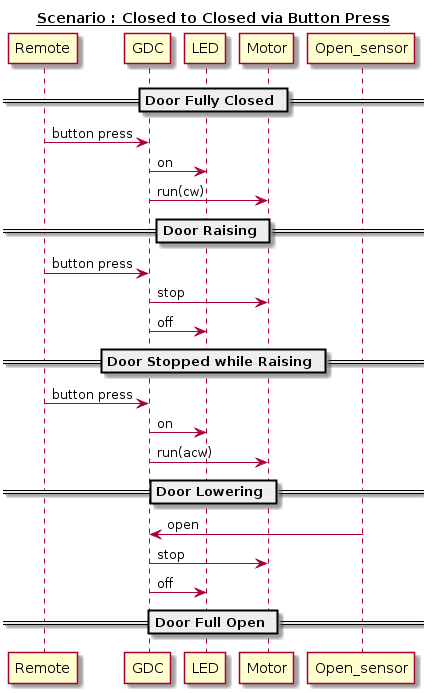 Scenario : Closed to Closed via Button Press
Remote GDC LED Motor Open_sensor
Door Fully Closed
button press
on
run(cw)
Door Raising
button press
stop
off
Door Stopped while Raising
button press
on
run(acw)
Door Lowering
open
stop
off
Door Full Open
Remote GDC LED Motor Open_sensor